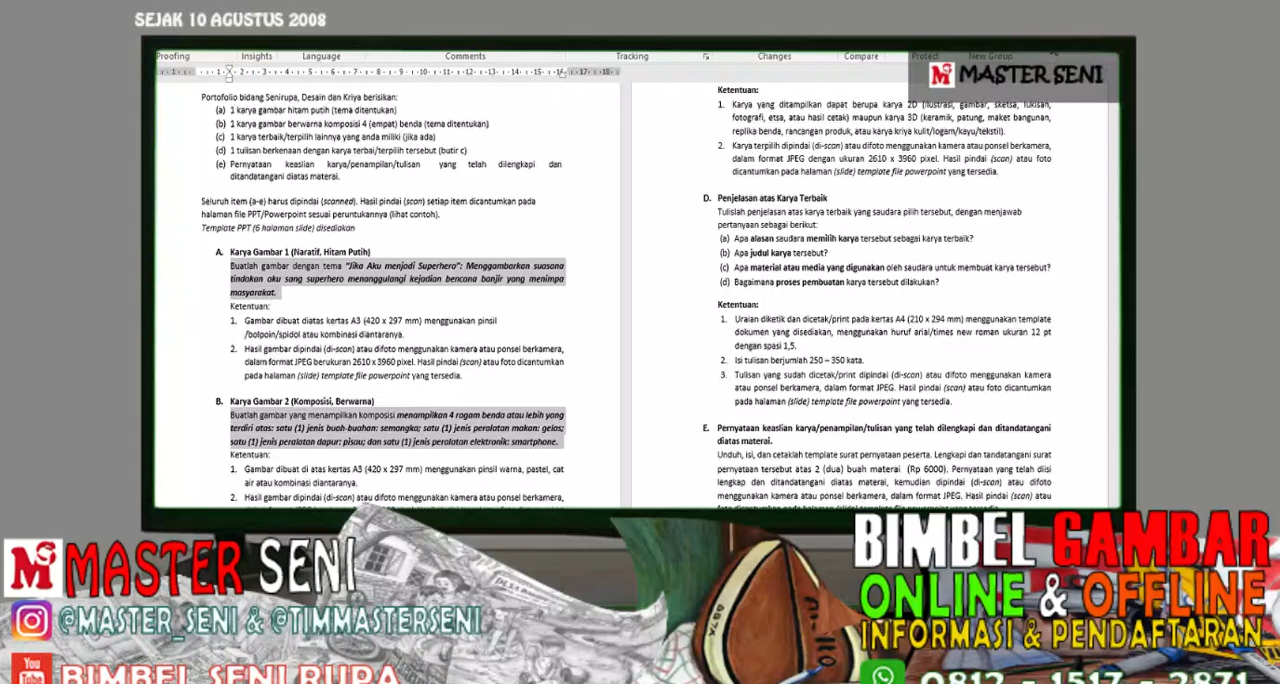 SEJAK 10 AGUSTUS 2008
Proofing
Insights
Language
Comments
Tracking
Changes
Compare
Protect
New Group
MASTER SENI
Portofolio bidang Senirupa, Desain dan Kriya berisikan:
(a) 1 karya gambar hitam putih (tema ditentukan)
(b) 1 karya gambar berwarna komposisi 4 (empat) benda (tema ditentukan)
(c) 1 karya terbaik/terpilih lainnya yang anda miliki (jika ada)
(d) 1 tulisan berkenaan dengan karya terbai/terpilih tersebut (butir c)
(e) Pernyataan keaslian karya/penampilan/tulisan yang telah dilengkapi dan
ditandatangani diatas materai.
Seluruh item (a-e) harus dipindai (scanned). Hasil pindai (scan) setiap item dicantumkan pada
halaman file PPT/Powerpoint sesuai peruntukannya (lihat contoh).
Template PPT (6 halaman slide) disediakan
A. Karya Gambar 1 (Naratif, Hitam Putih)
Buatlah gambar dengan tema "Jika Aku menjadi Superhero": Menggambarkan suasana
tindakan aku sang superhero menanggulangi kejadian bencana banjir yang menimpa
masyarakat.
Ketentuan:
1. Gambar dibuat diatas kertas A3 (420 x 297 mm) menggunakan pinsil
/bolpoin/spidol atau kombinasi diantaranya.
2. Hasil gambar dipindai (di-scan) atau difoto menggunakan kamera atau ponsel berkamera,
dalam format JPEG berukuran 2610 x 3960 pixel. Hasil pindai (scan) atau foto dicantumkan
pada halaman (slide) template file powerpoint yang tersedia.
B. Karya Gambar 2 (Komposisi, Berwarna)
Buatlah gambar yang menampilkan komposisi menampilkan 4 ragam benda atau lebih yang
terdiri atas: satu (1) jenis buah-buahan: semangka; satu (1) jenis peralatan makan: gelas;
satu (1) jenis peralatan dapur: pisau; dan satu (1) jenis peralatan elektronik: smartphone.
Ketentuan:
1. Gambar dibuat di atas kertas A3 (420 x 297 mm) menggunakan pinsil warna, pastel, cat
air atau kombinasi diantaranya.
2. Hasil gambar dipindai (di-scan) atau difoto menggunakan kamera atau ponsel berkamera,
Ketentuan:
1. Karya yang ditampilkan dapat berupa karya 2D (ilustrasi, gambar, sketsa, lukisan,
fotografi, etsa, atau hasil cetak) maupun karya 3D (keramik, patung, maket bangunan,
replika benda, rancangan produk, atau karya kriya kulit/logam/kayu/tekstil).
2. Karya terpilih dipindai (di-scan) atau difoto menggunakan kamera atau ponsel berkamera,
dalam format JPEG dengan ukuran 2610 x 3960 pixel. Hasil pindai (scan) atau foto
dicantumkan pada halaman (slide) template file powerpoint yang tersedia.
D. Penjelasan atas Karya Terbaik
Tulislah penjelasan atas karya terbaik yang saudara pilih tersebut, dengan menjawab
pertanyaan sebagai berikut:
(a) Apa alasan saudara memilih karya tersebut sebagai karya terbaik?
(b) Apa judul karya tersebut?
(c) Apa material atau media yang digunakan oleh saudara untuk membuat karya tersebut?
(d) Bagaimana proses pembuatan karya tersebut dilakukan?
Ketentuan:
1. Uraian diketik dan dicetak/print pada kertas A4 (210 x 294 mm) menggunakan template
dokumen yang disediakan, menggunakan huruf arial/times new roman ukuran 12 pt
dengan spasi 1,5.
2. Isi tulisan berjumlah 250 – 350 kata.
3. Tulisan yang sudah dicetak/print dipindai (di-scan) atau difoto menggunakan kamera
atau ponsel berkamera, dalam format JPEG. Hasil pindai (scan) atau foto dicantumkan
pada halaman (slide) template file powerpoint yang tersedia.
E. Pernyataan keaslian karya/penampilan/tulisan yang telah dilengkapi dan ditandatangani
diatas materai.
Unduh, isi, dan cetaklah template surat pernyataan peserta. Lengkapi dan tandatangani surat
pernyataan tersebut atas 2 (dua) buah materai (Rp 6000). Pernyataan yang telah diisi
lengkap dan ditandatangani diatas materai, kemudian dipindai (di-scan) atau difoto
menggunakan kamera atau ponsel berkamera, dalam format JPEG. Hasil pindai (scan) atau
MASTER SENI
@MASTER_SENI & @TIMMASTERSENI
You
Tube
BIMBEL SENI RUPA
BIMBEL GAMBAR
ONLINE & OFFLINE
INFORMASI & PENDAFTARAN
0812 - 1517 - 2871